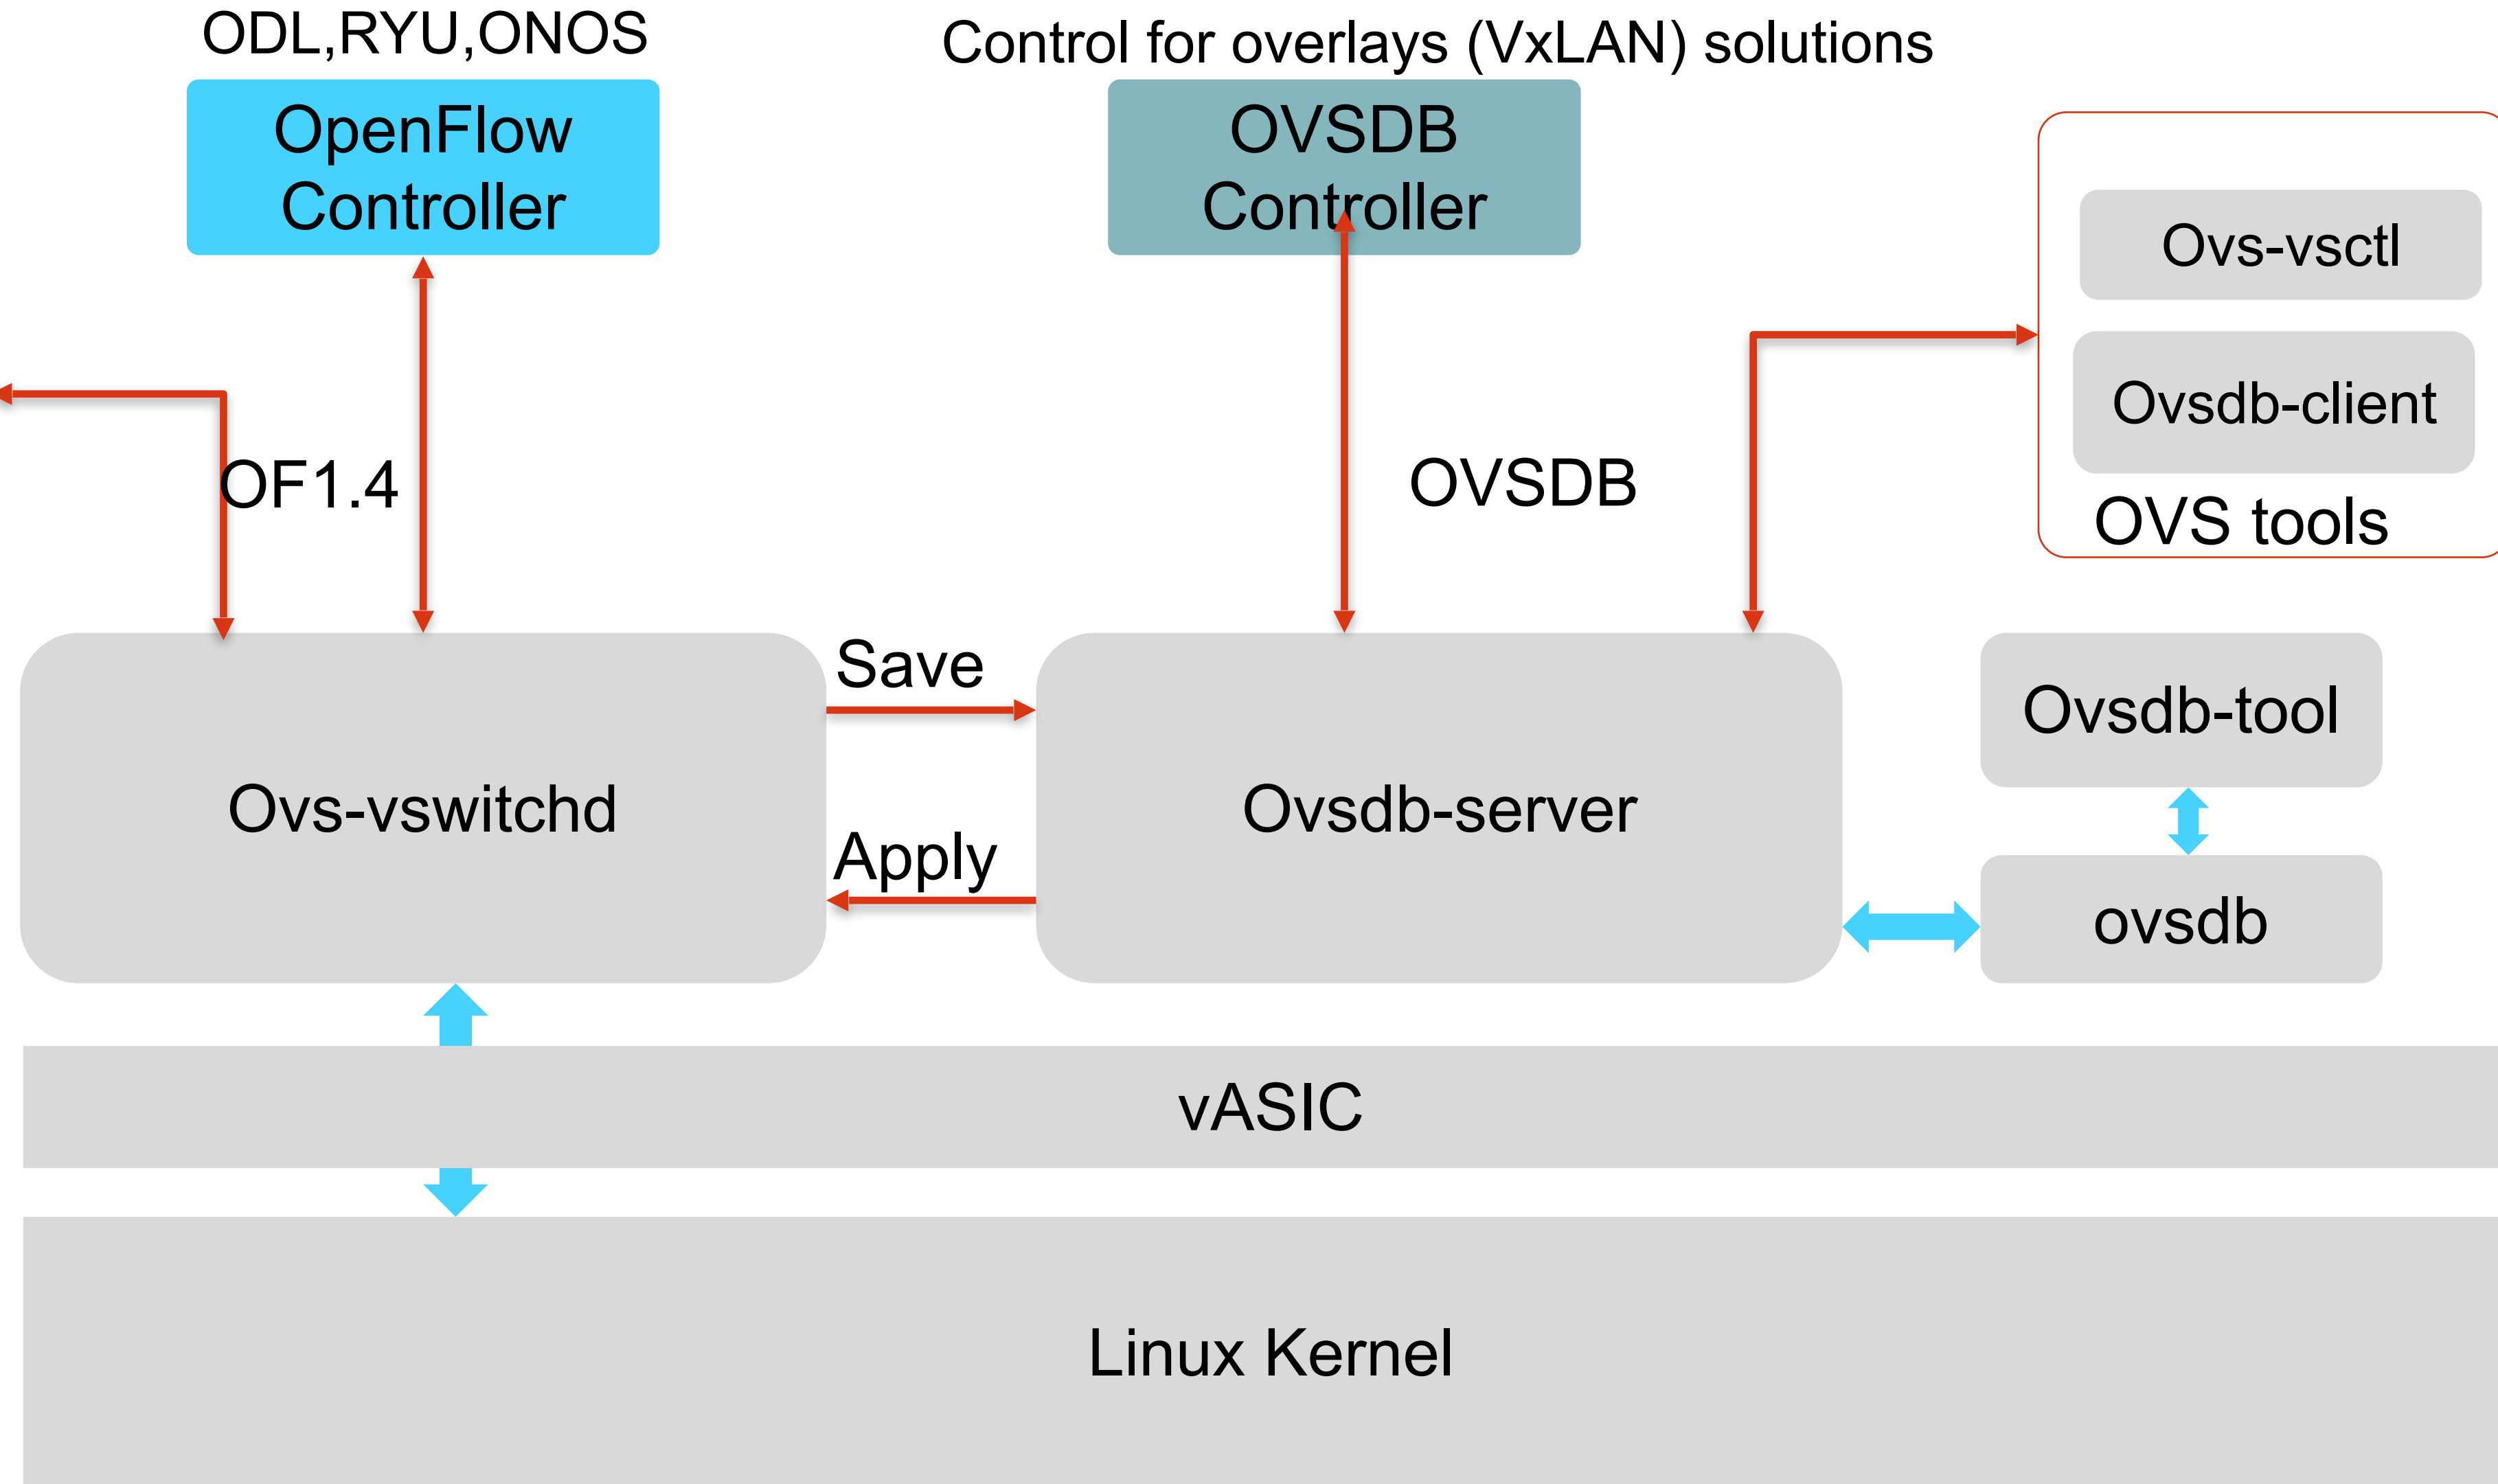 ODL,RYU,ONOS
Control for overlays (VxLAN) solutions
OpenFlow
Controller
OVSDB
Controller
Ovs-vsctl
Ovsdb-client
OVS tools
OF1.4
OVSDB
Save
Ovs-vswitchd
Apply
Ovsdb-server
Ovsdb-tool
ovsdb
vASIC
Linux Kernel